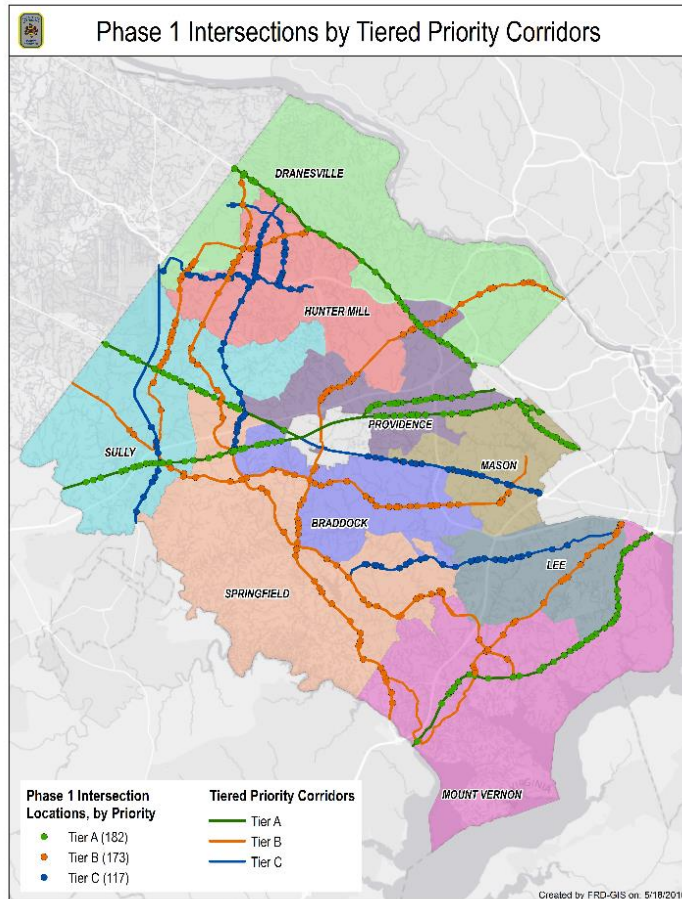 Phase 1 Intersections by Tiered Priority Corridors
DRANESVILLE
HUNTER MILL
PROVIDENCE
SULLY
MASON
BRADDOCK
LEE
SPRINGFIELD
MOUNT VERNON
Phase 1 Intersection
Locations, by Priority
Tier A (182)
Tier B (173)
Tier C (117)
Tiered Priority Corridors
Tier A
Tier B
Tier C
Created by FRD-GIS on: 5/18/2018